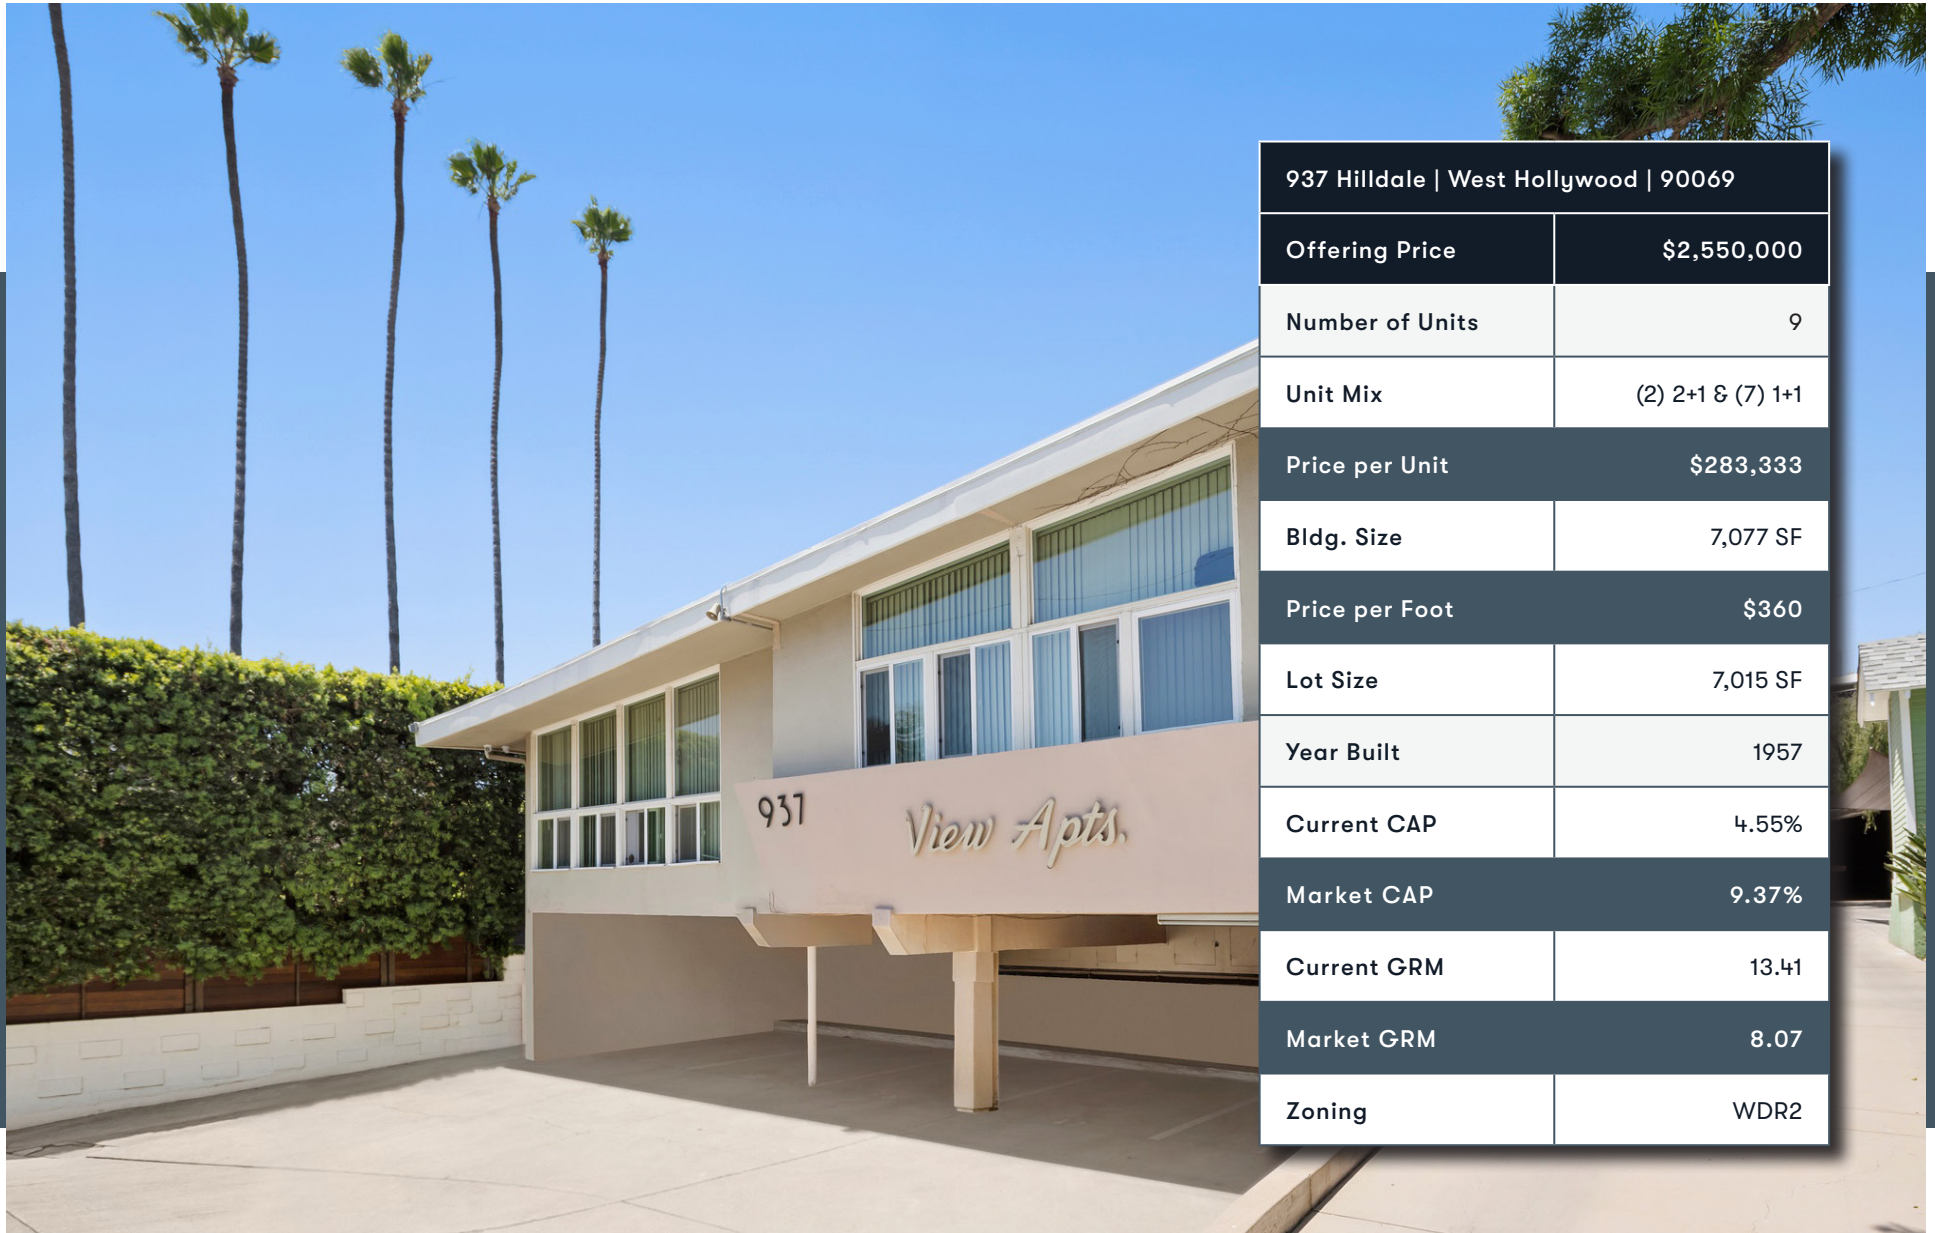 937 Hilldale | West Hollywood | 90069
Offering Price $2,550,000
Number of Units 9
Unit Mix (2) 2+1 & (7) 1+1
Price per Unit $283,333
Bldg. Size 7,077 SF
Price per Foot $360
Lot Size 7,015 SF
Year Built 1957
Current CAP 4.55%
Market CAP 9.37%
Current GRM 13.41
Market GRM 8.07
Zoning WDR2
937 View Apts.